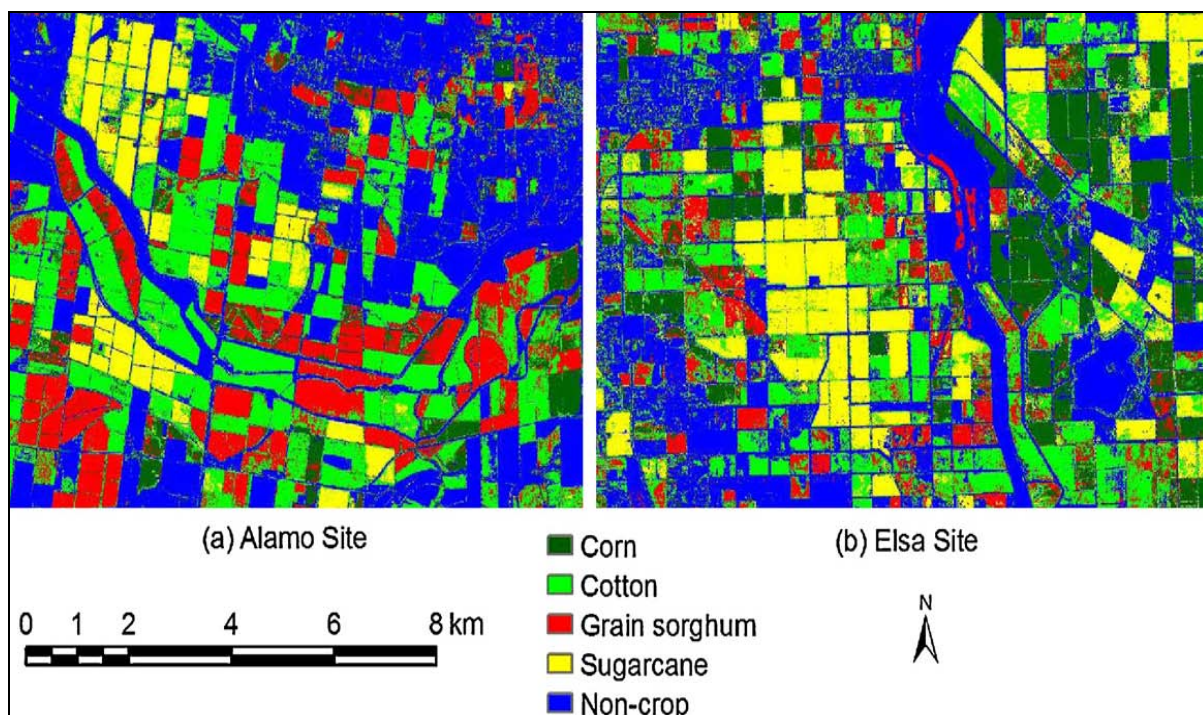 (a) Alamo Site
(b) Elsa Site
Corn
Cotton
Grain sorghum
Sugarcane
Non-crop
0 1 2 4 6 8 km
N